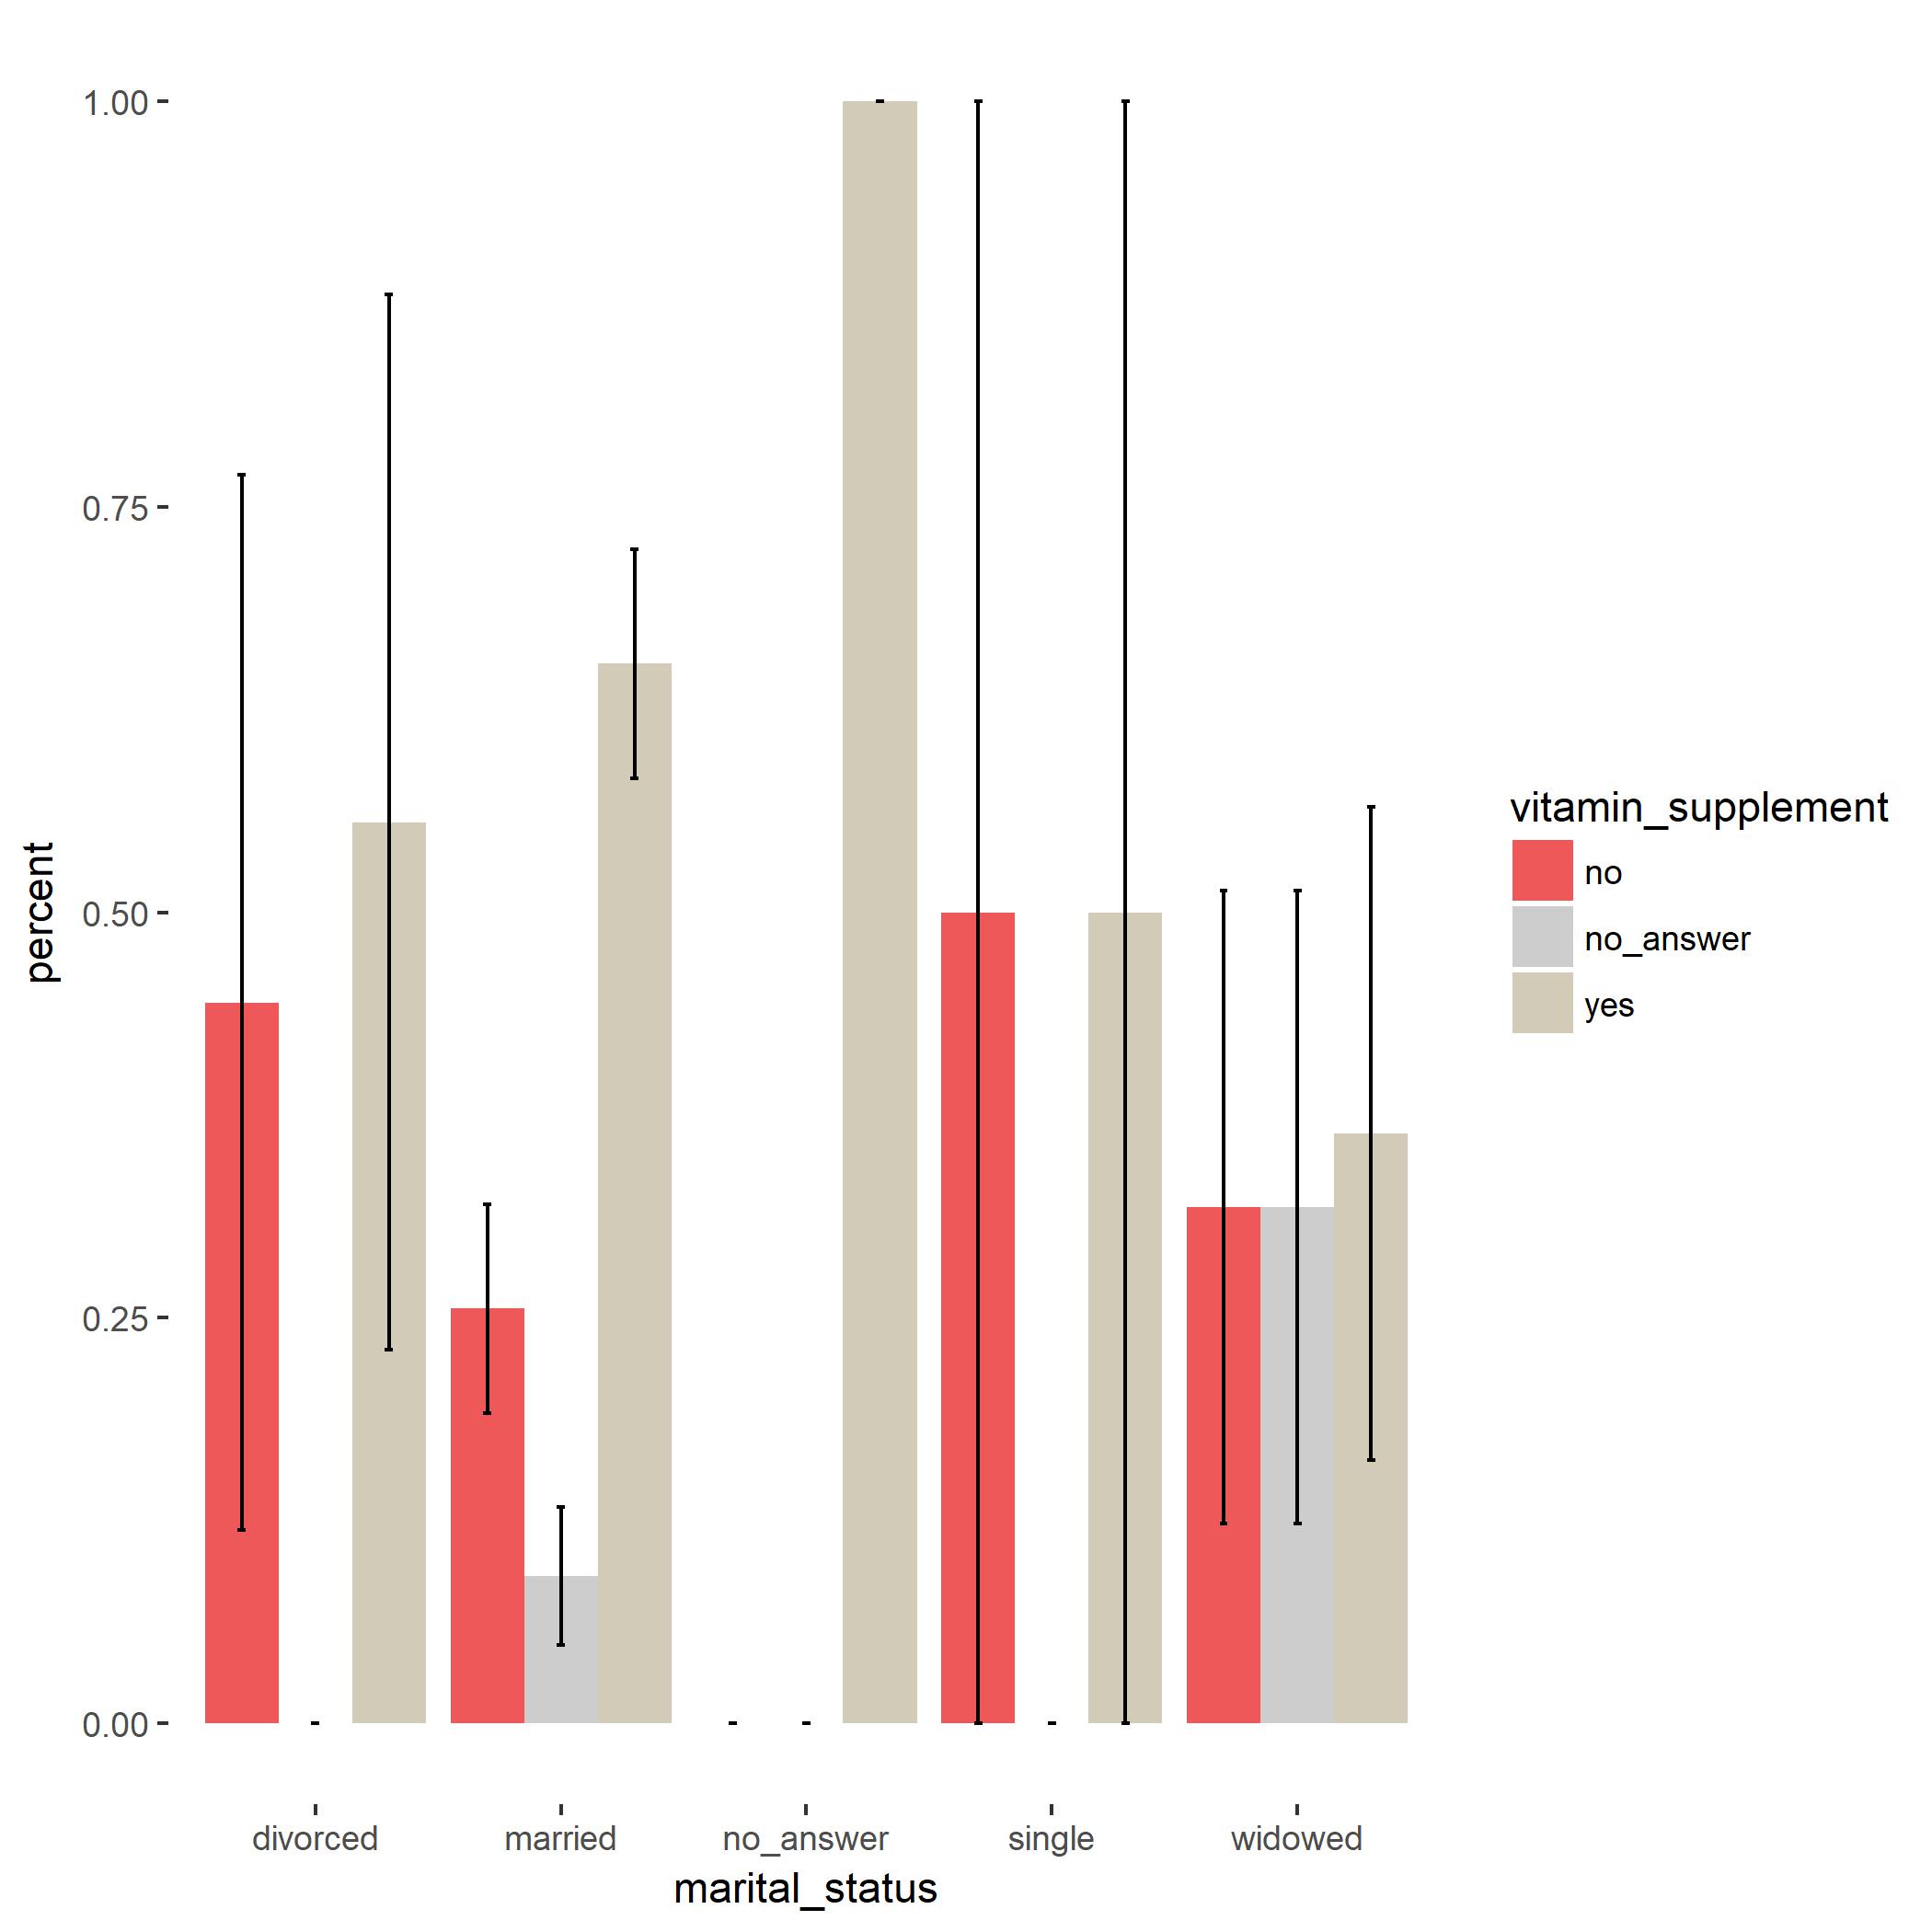 1.00
0.75
0.50
0.25
0.00
percent
divorced married no_answer single widowed
marital_status
vitamin_supplement
no
no_answer
yes